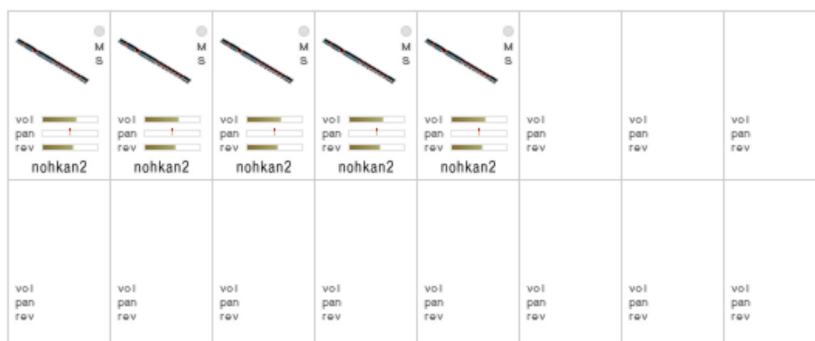 M M M M M
S S S S S
vol vol vol vol vol vol vol vol
pan pan pan pan pan pan pan pan
rev rev rev rev rev rev rev rev
nohkan2 nohkan2 nohkan2 nohkan2 nohkan2
vol vol vol vol vol vol vol vol
pan pan pan pan pan pan pan pan
rev rev rev rev rev rev rev rev